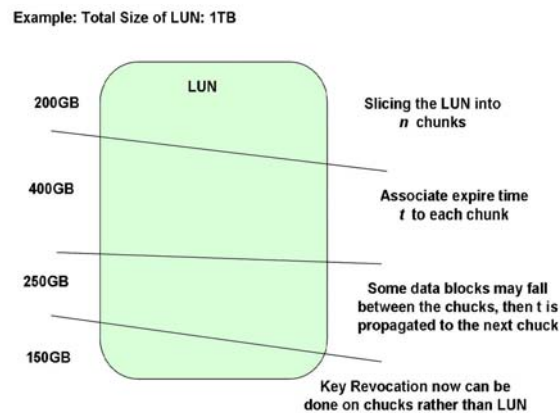 Example: Total Size of LUN: 1TB
LUN
200GB
Slicing the LUN into
n chunks
400GB
Associate expire time
t to each chunk
250GB
Some data blocks may fall
between the chucks, then t is
propagated to the next chuck
150GB
Key Revocation now can be
done on chucks rather than LUN